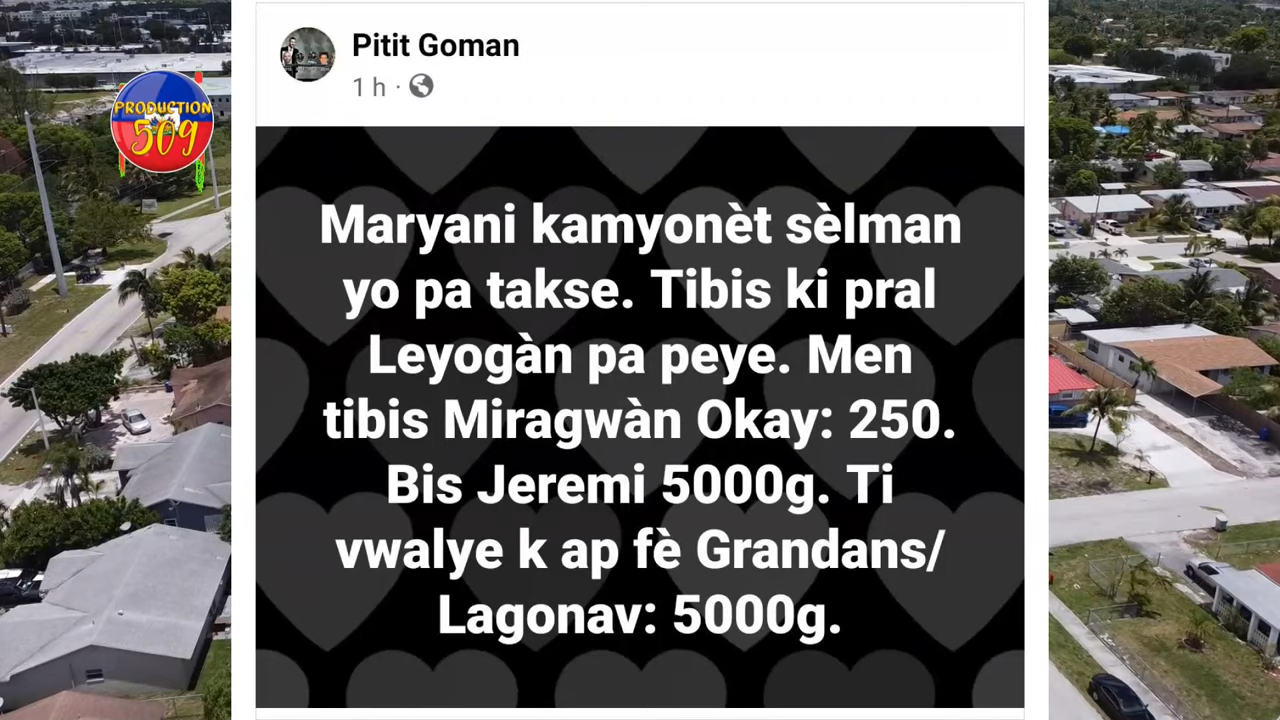 Pitit Goman
1 h ·
PRODUCTION
509
Maryani kamyonèt sèlman
yo pa takse. Tibis ki pral
Leyogàn pa peye. Men
tibis Miragwàn Okay: 250.
Bis Jeremi 5000g. Ti
vwalye k ap fè Grandans/
Lagonav: 5000g.